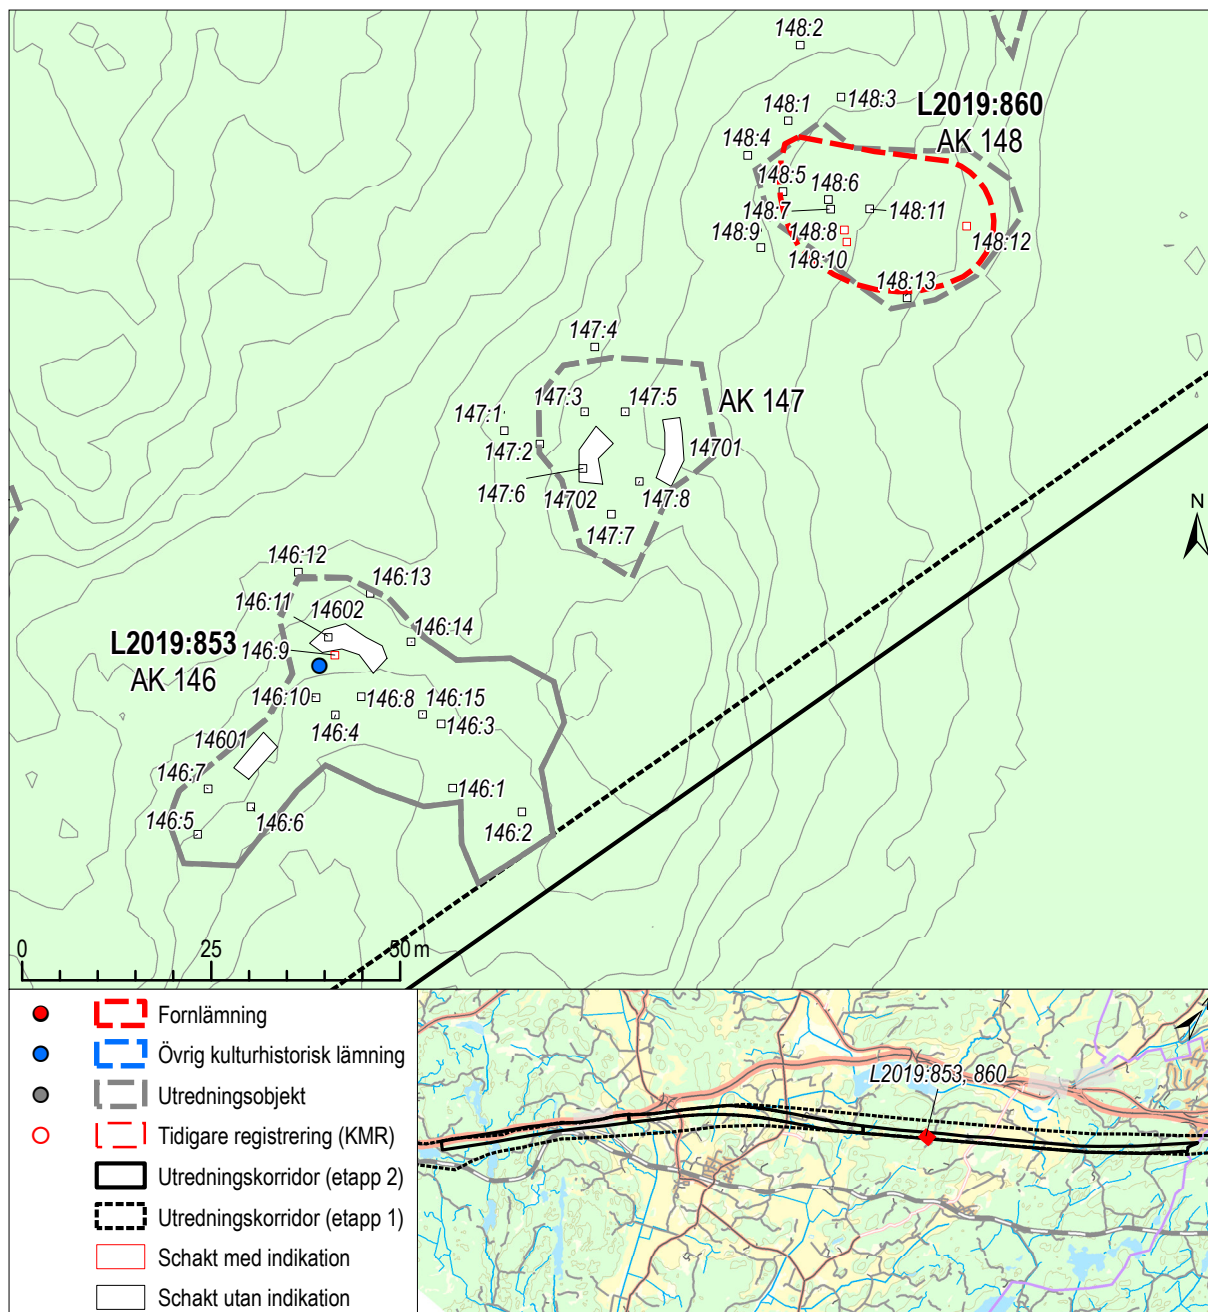 148:2
148:3
148:1
L2019:860
AK 148
148:4
148:5
148:6
148:7
148:11
148:9
148:8
148:12
148:10
148:13
147:4
147:3
147:5
AK 147
147:1
147:2
14701
147:6
14702
147:8
147:7
N
146:12
146:13
146:11
14602
146:14
L2019:853
146:9
AK 146
146:10
146:8
146:15
146:4
146:3
14601
146:7
146:1
146:5
146:6
146:2
0 25 50 m
Fornlämning
Övrig kulturhistorisk lämning
Utredningsobjekt
Tidigare registrering (KMR)
Utredningskorridor (etapp 2)
Utredningskorridor (etapp 1)
Schakt med indikation
Schakt utan indikation
L2019:853, 860